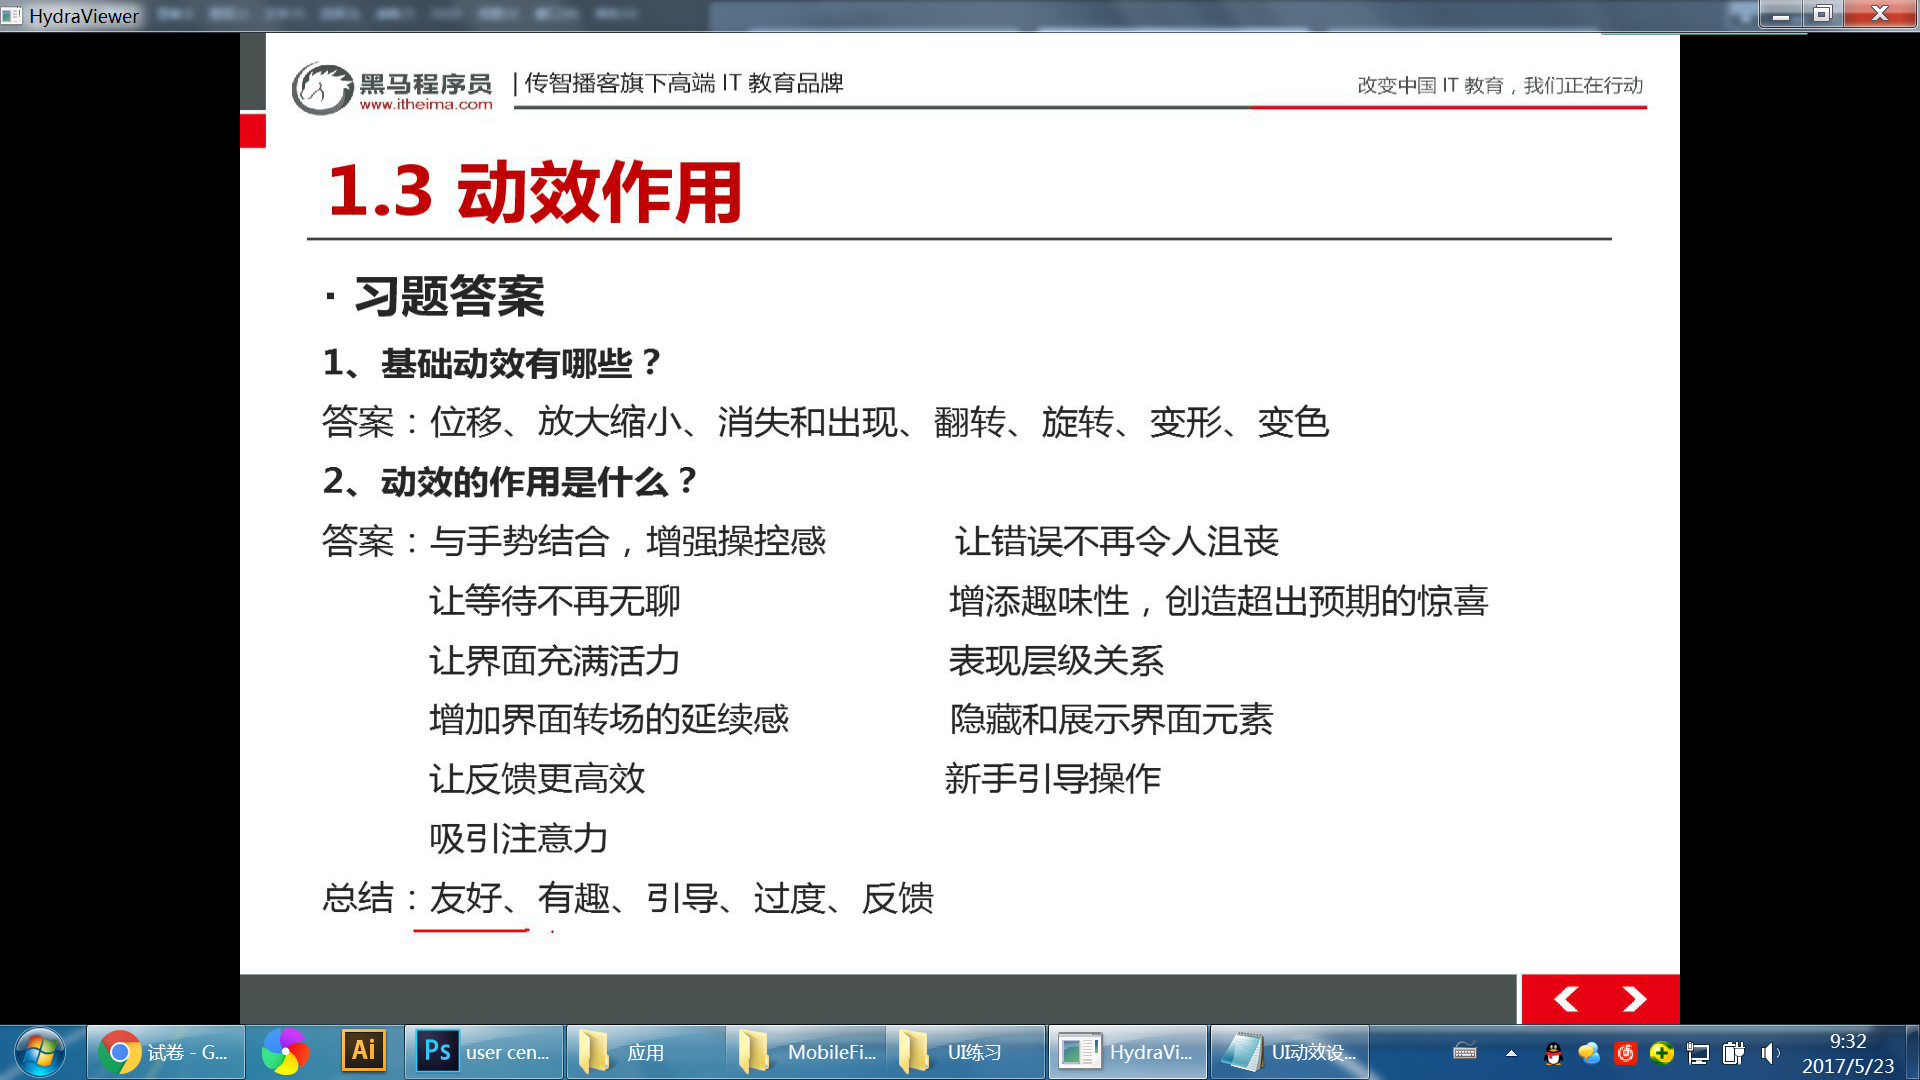 HydraViewer
黑马程序员 | 传智播客旗下高端 IT 教育品牌
www.itheima.com
改变中国 IT 教育，我们正在行动
1.3 动效作用
· 习题答案
1、基础动效有哪些？
答案：位移、放大缩小、消失和出现、翻转、旋转、变形、变色
2、动效的作用是什么？
答案：与手势结合，增强操控感 让错误不再令人沮丧
让等待不再无聊 增添趣味性，创造超出预期的惊喜
让界面充满活力 表现层级关系
增加界面转场的延续感 隐藏和展示界面元素
让反馈更高效 新手引导操作
吸引注意力
总结：友好、有趣、引导、过度、反馈
试卷 - G... Ai Ps user cen... 应用 MobileFi... UI练习 HydraVi... UI动效设... 9:32
2017/5/23